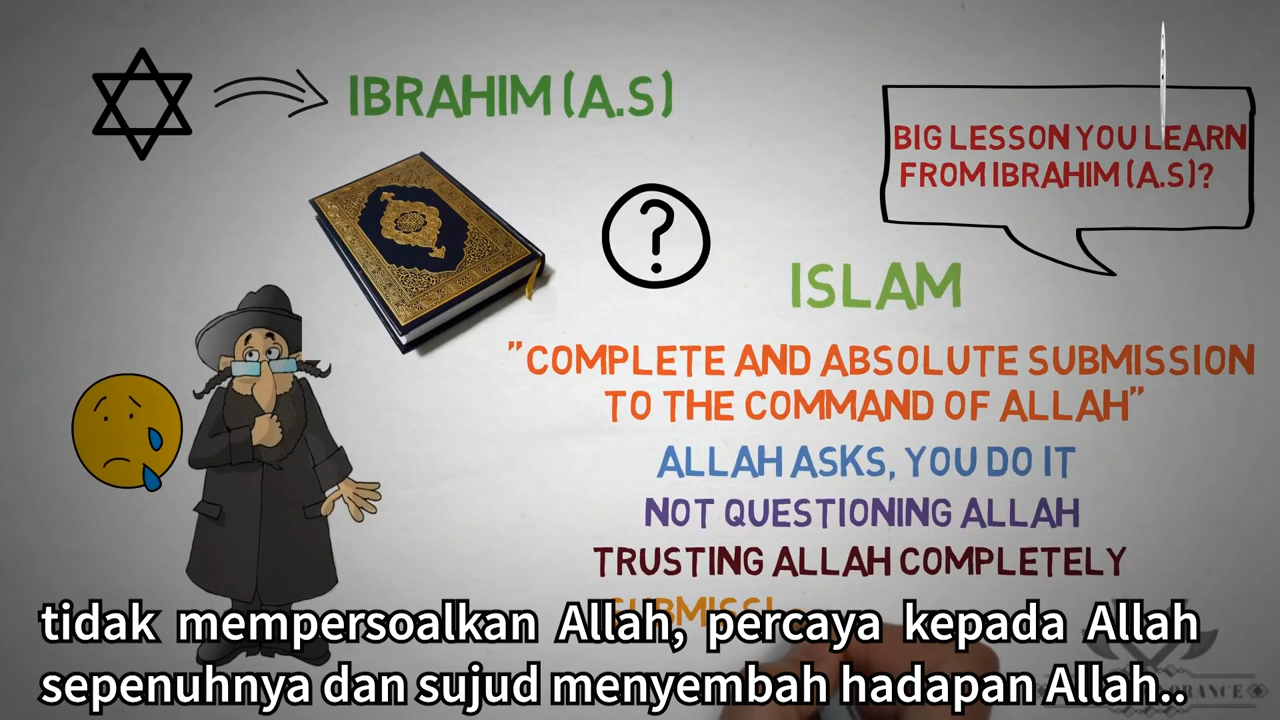 IBRAHIM (A.S)
BIG LESSON YOU LEARN
FROM IBRAHIM (A.S)?
ISLAM
"COMPLETE AND ABSOLUTE SUBMISSION
TO THE COMMAND OF ALLAH"
ALLAH ASKS, YOU DO IT
NOT QUESTIONING ALLAH
TRUSTING ALLAH COMPLETELY
tidak mempersoalkan Allah, percaya kepada Allah
sepenuhnya dan sujud menyembah hadapan Allah..